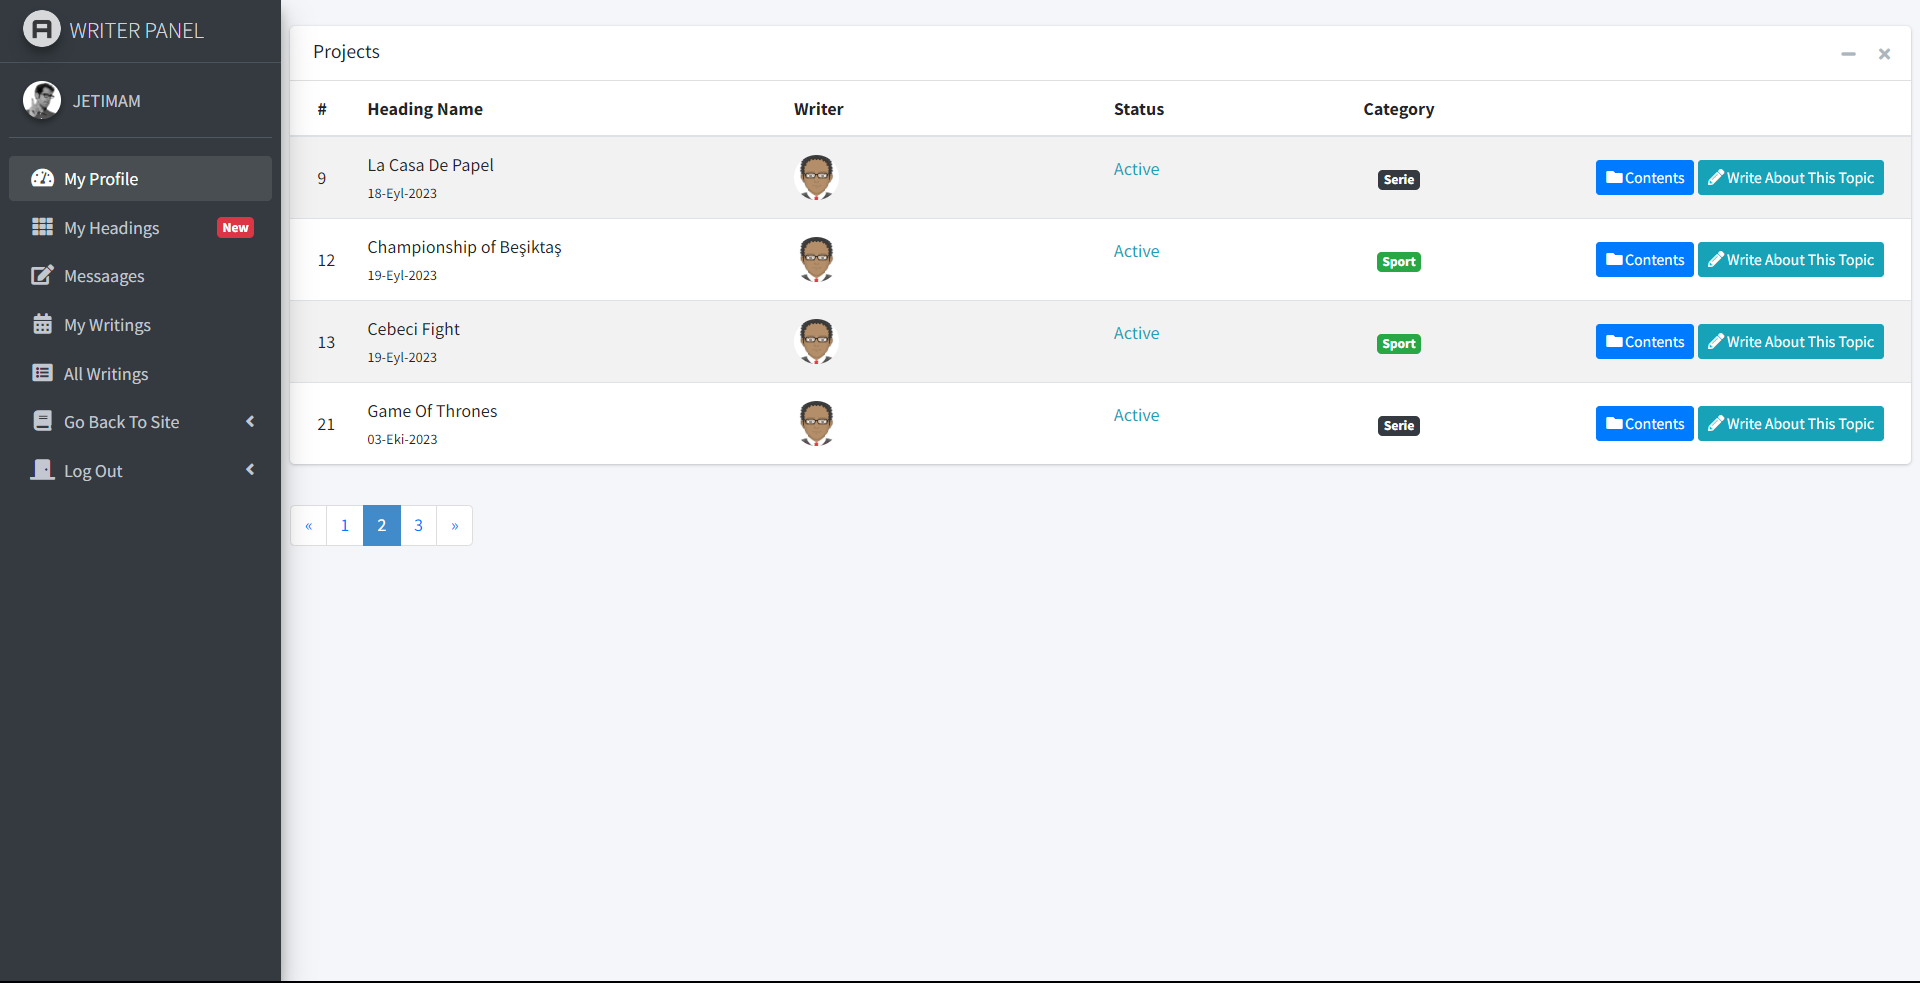 WRITER PANEL
JETIMAM
My Profile
My Headings New
Messaages
My Writings
All Writings
Go Back To Site
Log Out
Projects
# Heading Name Writer Status Category
9 La Casa De Papel Active Serie Contents Write About This Topic
18-Eyl-2023
12 Championship of Beşiktaş Active Sport Contents Write About This Topic
19-Eyl-2023
13 Cebeci Fight Active Sport Contents Write About This Topic
19-Eyl-2023
21 Game Of Thrones Active Serie Contents Write About This Topic
03-Eki-2023
« 1 2 3 »